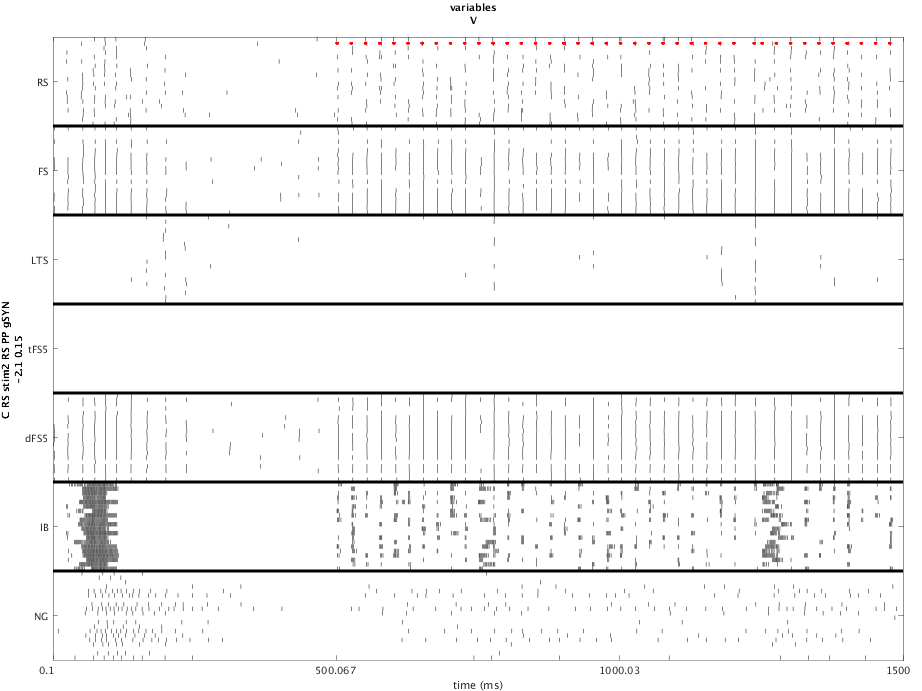 variables
V
RS
FS
LTS
tFS5
dFS5
IB
NG
C RS stim2 RS PP gSYN
-2.1 0.15
0.1
500.067
1000.03
1500
time (ms)